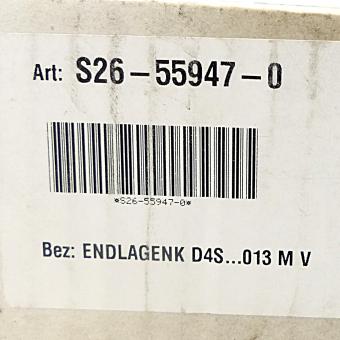 Art: S26-55947-0
*S26-55947-0*
Bez: ENDLAGENK D4S...013 M V